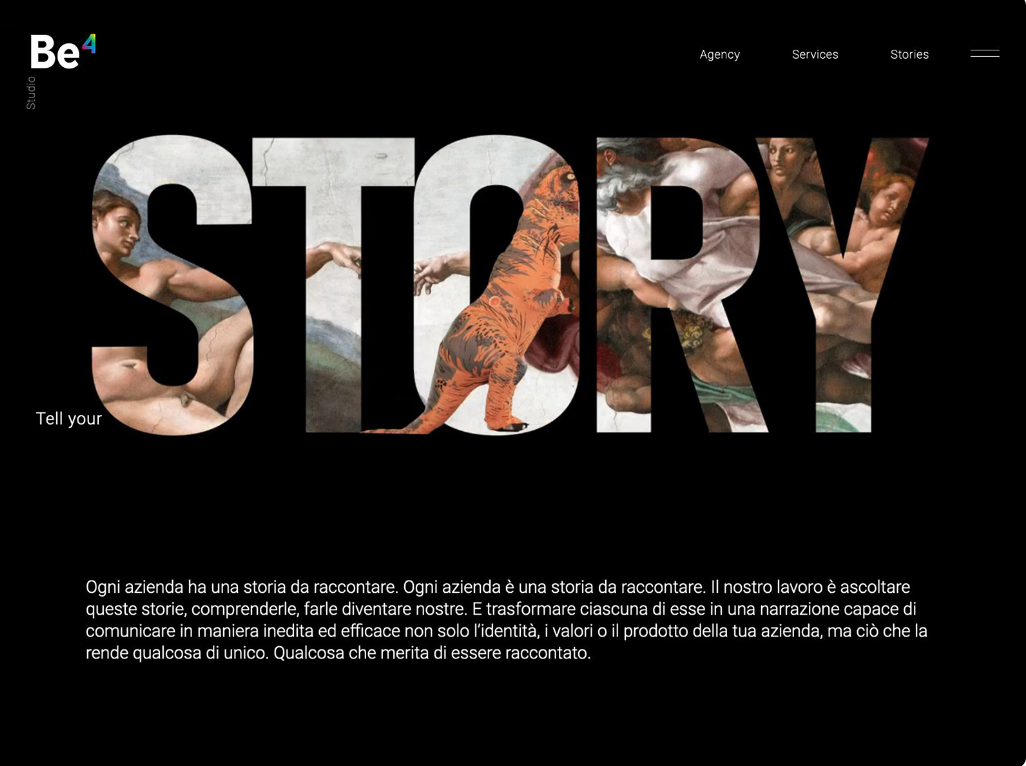 Be4
Studio
Agency
Services
Stories
STORY
Tell your
Ogni azienda ha una storia da raccontare. Ogni azienda è una storia da raccontare. Il nostro lavoro è ascoltare
queste storie, comprenderle, farle diventare nostre. E trasformare ciascuna di esse in una narrazione capace di
comunicare in maniera inedita ed efficace non solo l'identità, i valori o il prodotto della tua azienda, ma ciò che la
rende qualcosa di unico. Qualcosa che merita di essere raccontato.